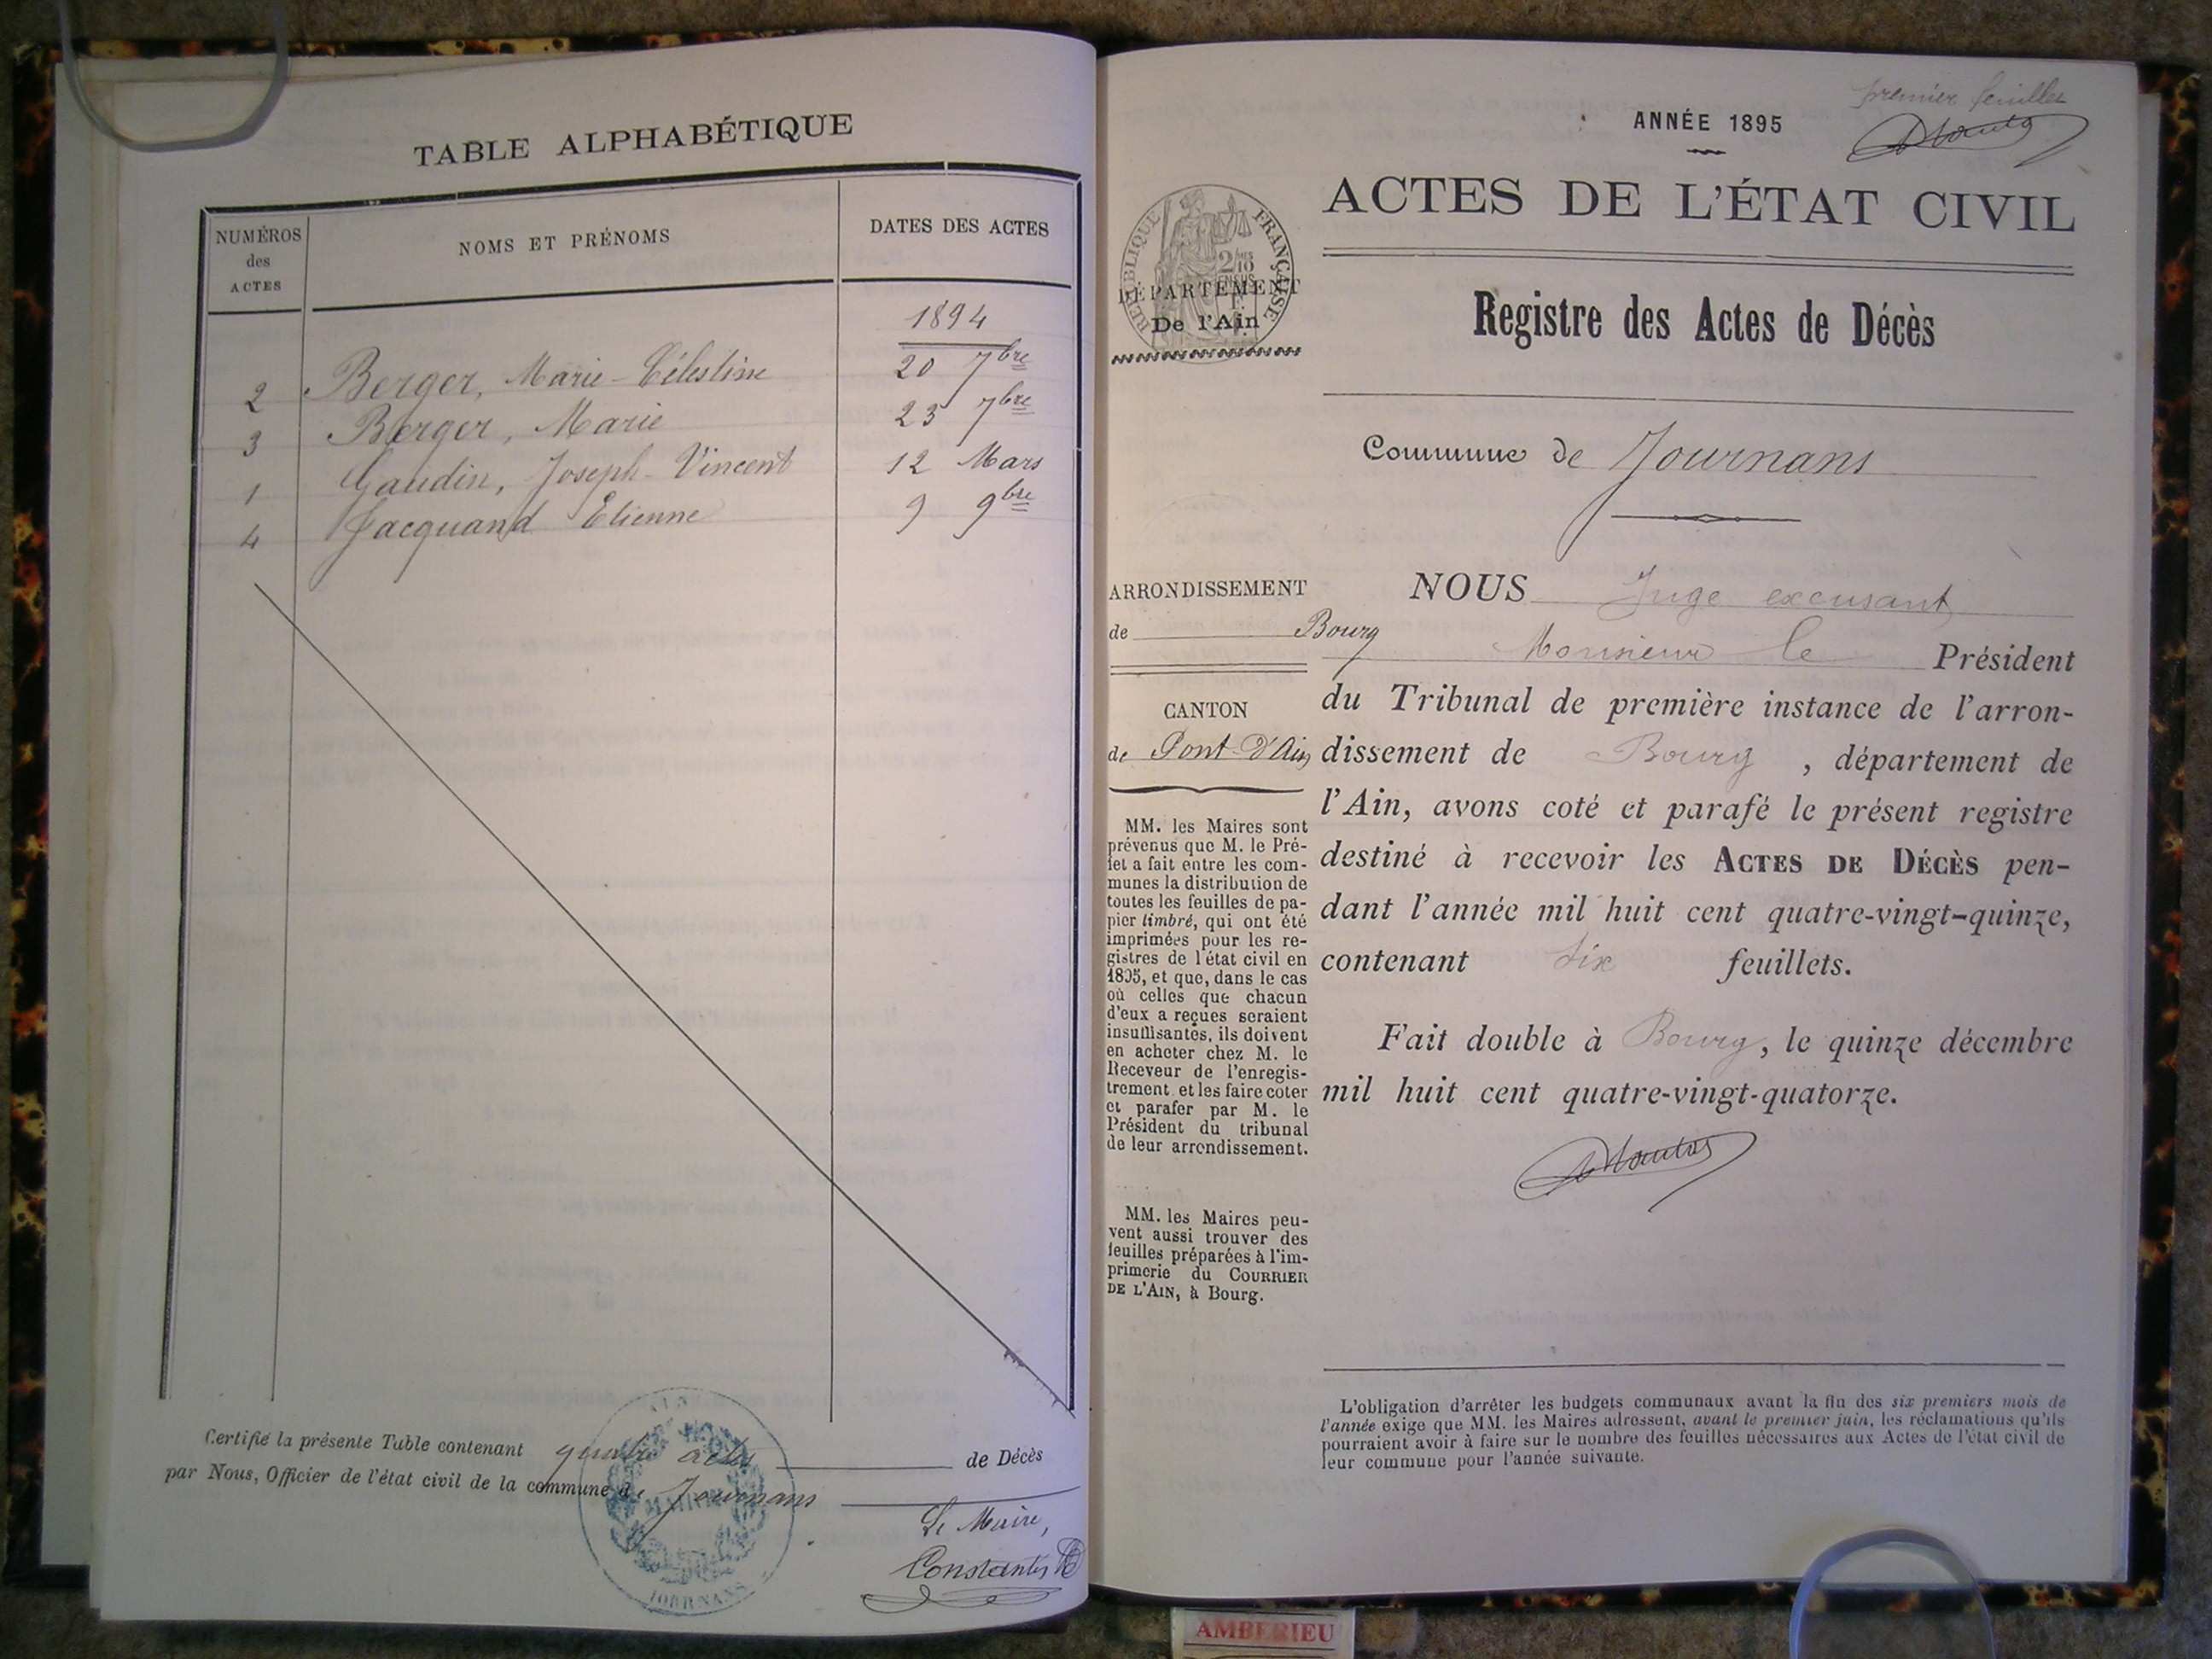 TABLE ALPHABÉTIQUE
NUMÉROS
des
ACTES
NOMS ET PRÉNOMS
DATES DES ACTES
1894
2 Berger, Marie-Célestine 20 7bre
3 Berger, Marie 23 7bre
1 Gaudin, Joseph-Vincent 12 Mars
4 Jacquand Etienne 9 9bre
Certifié la présente Table contenant quatre actes de Décès
par Nous, Officier de l'état civil de la commune de Journans
Le Maire,
MAIRIE
JOURNANS
premier feuillet
ANNÉE 1895
ACTES DE L'ÉTAT CIVIL
RÉPUBLIQUE FRANÇAISE
DÉPARTEMENT
De l'Ain
Registre des Actes de Décès
Commune de Journans
ARRONDISSEMENT
de Bourg
CANTON
de Pont-d'Ain
MM. les Maires sont
prévenus que M. le Pré-
fet a fait entre les com-
munes la distribution de
toutes les feuilles de pa-
pier timbré, qui ont été
imprimées pour les re-
gistres de l'état civil en
1895, et que, dans le cas
où celles que chacun
d'eux a reçues seraient
insuffisantes, ils doivent
en acheter chez M. le
Receveur de l'enregis-
trement et les faire coter
et parafer par M. le
Président du tribunal
de leur arrondissement.
MM. les Maires peu-
vent aussi trouver des
feuilles préparées à l'im-
primerie du COURRIER
DE L'AIN, à Bourg.
NOUS Juge excusant
Monsieur le Président
du Tribunal de première instance de l'arron-
dissement de Bourg, département de
l'Ain, avons coté et parafé le présent registre
destiné à recevoir les ACTES DE DÉCÈS pen-
dant l'année mil huit cent quatre-vingt-quinze,
contenant six feuillets.
Fait double à Bourg, le quinze décembre
mil huit cent quatre-vingt-quatorze.
L'obligation d'arrêter les budgets communaux avant la fin des six premiers mois de
l'année exige que MM. les Maires adressent, avant le premier juin, les réclamations qu'ils
pourraient avoir à faire sur le nombre des feuilles nécessaires aux Actes de l'état civil de
leur commune pour l'année suivante.
AMBERIEU